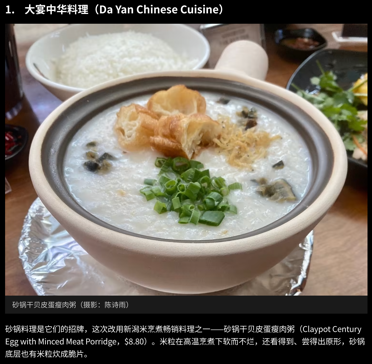 1. 大宴中华料理（Da Yan Chinese Cuisine）
砂锅干贝皮蛋瘦肉粥（摄影：陈诗雨）
砂锅料理是它们的招牌，这次改用新潟米烹煮畅销料理之一——砂锅干贝皮蛋瘦肉粥（Claypot Century
Egg with Minced Meat Porridge，$8.80）。米粒在高温烹煮下软而不烂，还看得到、尝得出原形，砂锅
底层也有米粒炊成脆片。